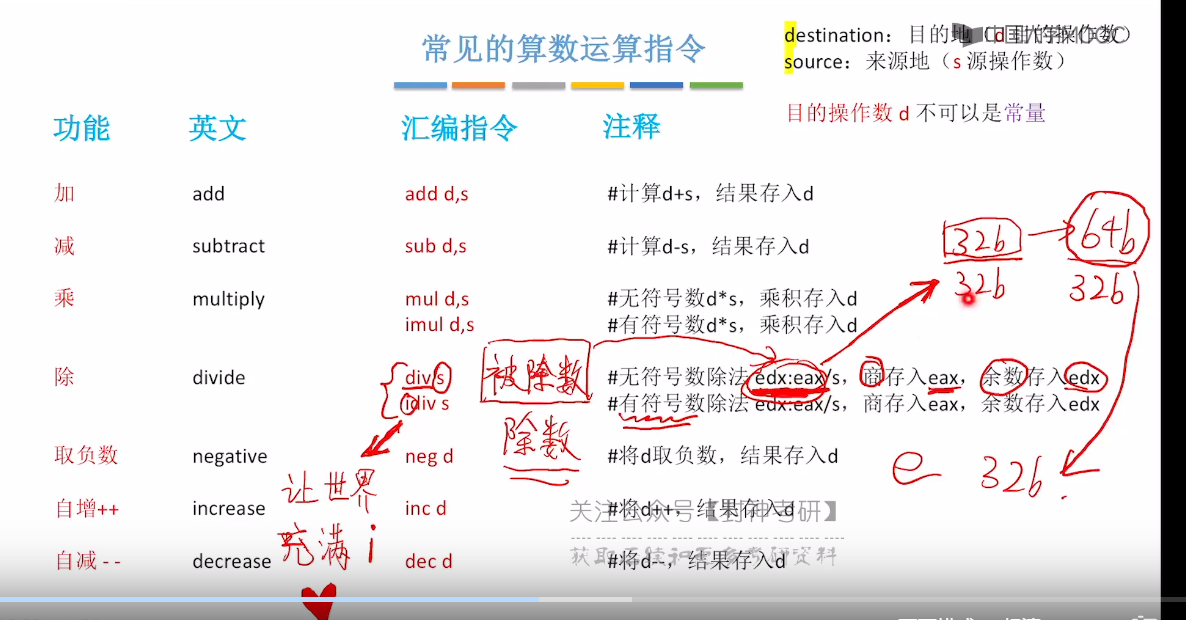 常见的算数运算指令
destination：目的地（d 目的操作数）
source：来源地（s 源操作数）
目的操作数 d 不可以是常量
功能 英文 汇编指令 注释
加 add add d,s #计算d+s，结果存入d
减 subtract sub d,s #计算d-s，结果存入d
32b 64b
32b 32b
乘 multiply mul d,s #无符号数d*s，乘积存入d
imul d,s #有符号数d*s，乘积存入d
除 divide div s 被除数 #无符号数除法 edx:eax/s，商存入eax，余数存入edx
idiv s #有符号数除法 edx:eax/s，商存入eax，余数存入edx
除数
取负数 negative neg d #将d取负数，结果存入d
e 32b
让世界
自增++ increase inc d #将d++，结果存入d
关注公众号【
考研】
充满i
自减-- decrease dec d #将d--，结果存入d
获取
研资料